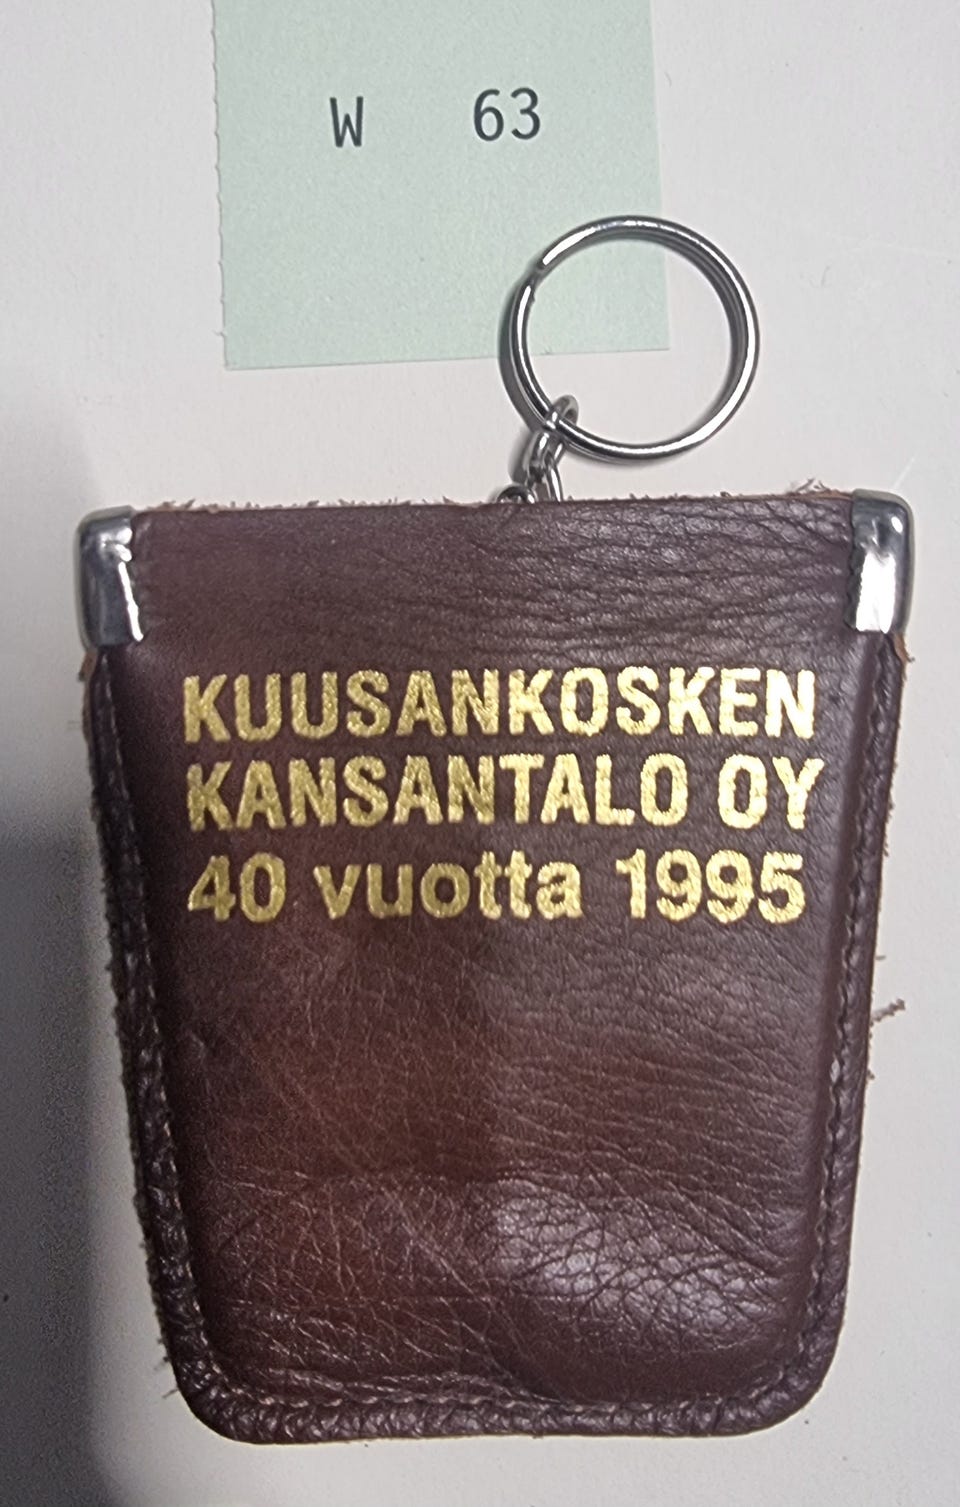 W 63
KUUSANKOSKEN
KANSANTALO OY
40 vuotta 1995